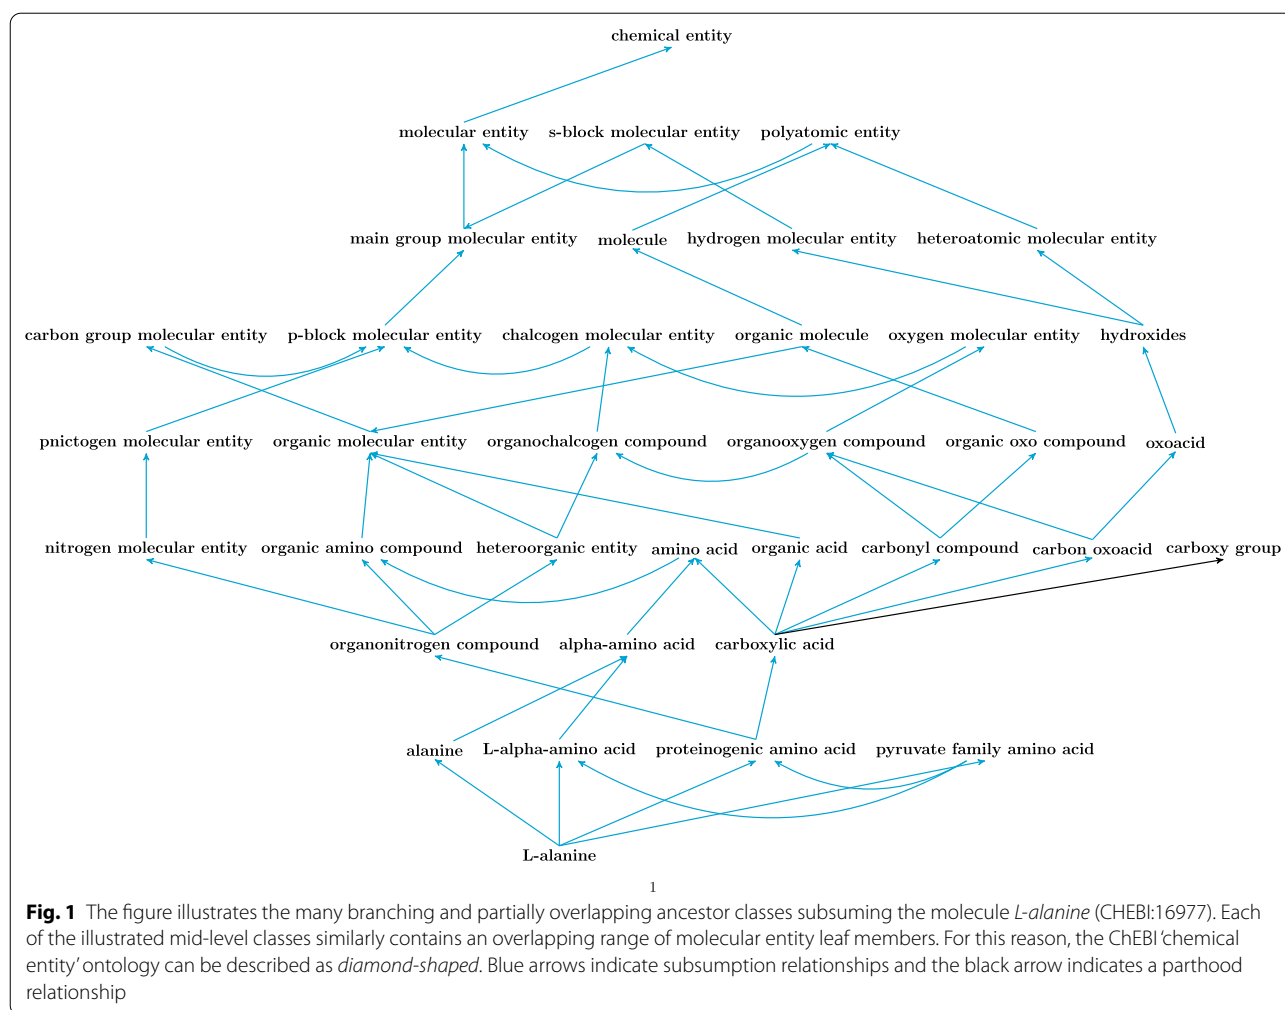 chemical entity
molecular entity s-block molecular entity polyatomic entity
main group molecular entity molecule hydrogen molecular entity heteroatomic molecular entity
carbon group molecular entity p-block molecular entity chalcogen molecular entity organic molecule oxygen molecular entity hydroxides
pnictogen molecular entity organic molecular entity organochalcogen compound organooxygen compound organic oxo compound oxoacid
nitrogen molecular entity organic amino compound heteroorganic entity amino acid organic acid carbonyl compound carbon oxoacid carboxy group
organonitrogen compound alpha-amino acid carboxylic acid
alanine L-alpha-amino acid proteinogenic amino acid pyruvate family amino acid
L-alanine
1
Fig. 1 The figure illustrates the many branching and partially overlapping ancestor classes subsuming the molecule L-alanine (CHEBI:16977). Each
of the illustrated mid-level classes similarly contains an overlapping range of molecular entity leaf members. For this reason, the ChEBI ‘chemical
entity’ ontology can be described as diamond-shaped. Blue arrows indicate subsumption relationships and the black arrow indicates a parthood
relationship